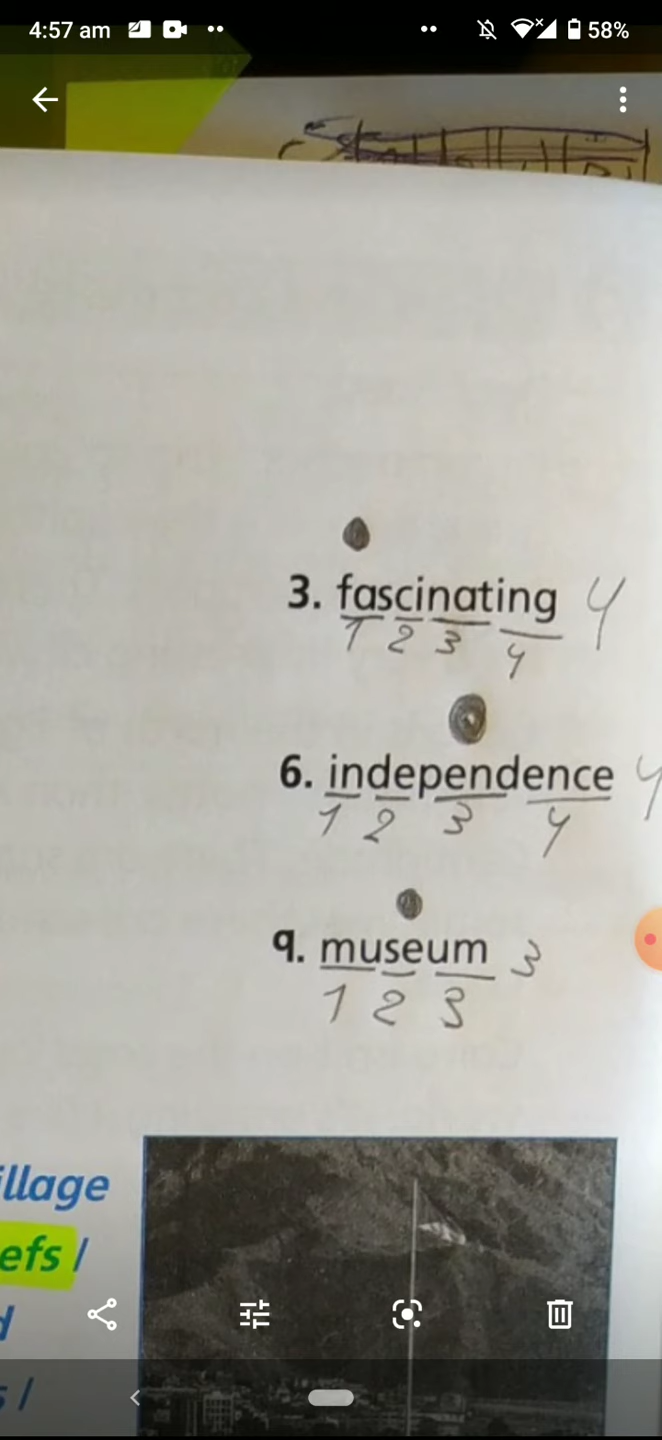 4:57 am 58%
3. fascinating 4
1 2 3 4
6. independence 4
1 2 3 4
9. museum 3
1 2 3
illage
efs /
d
s /